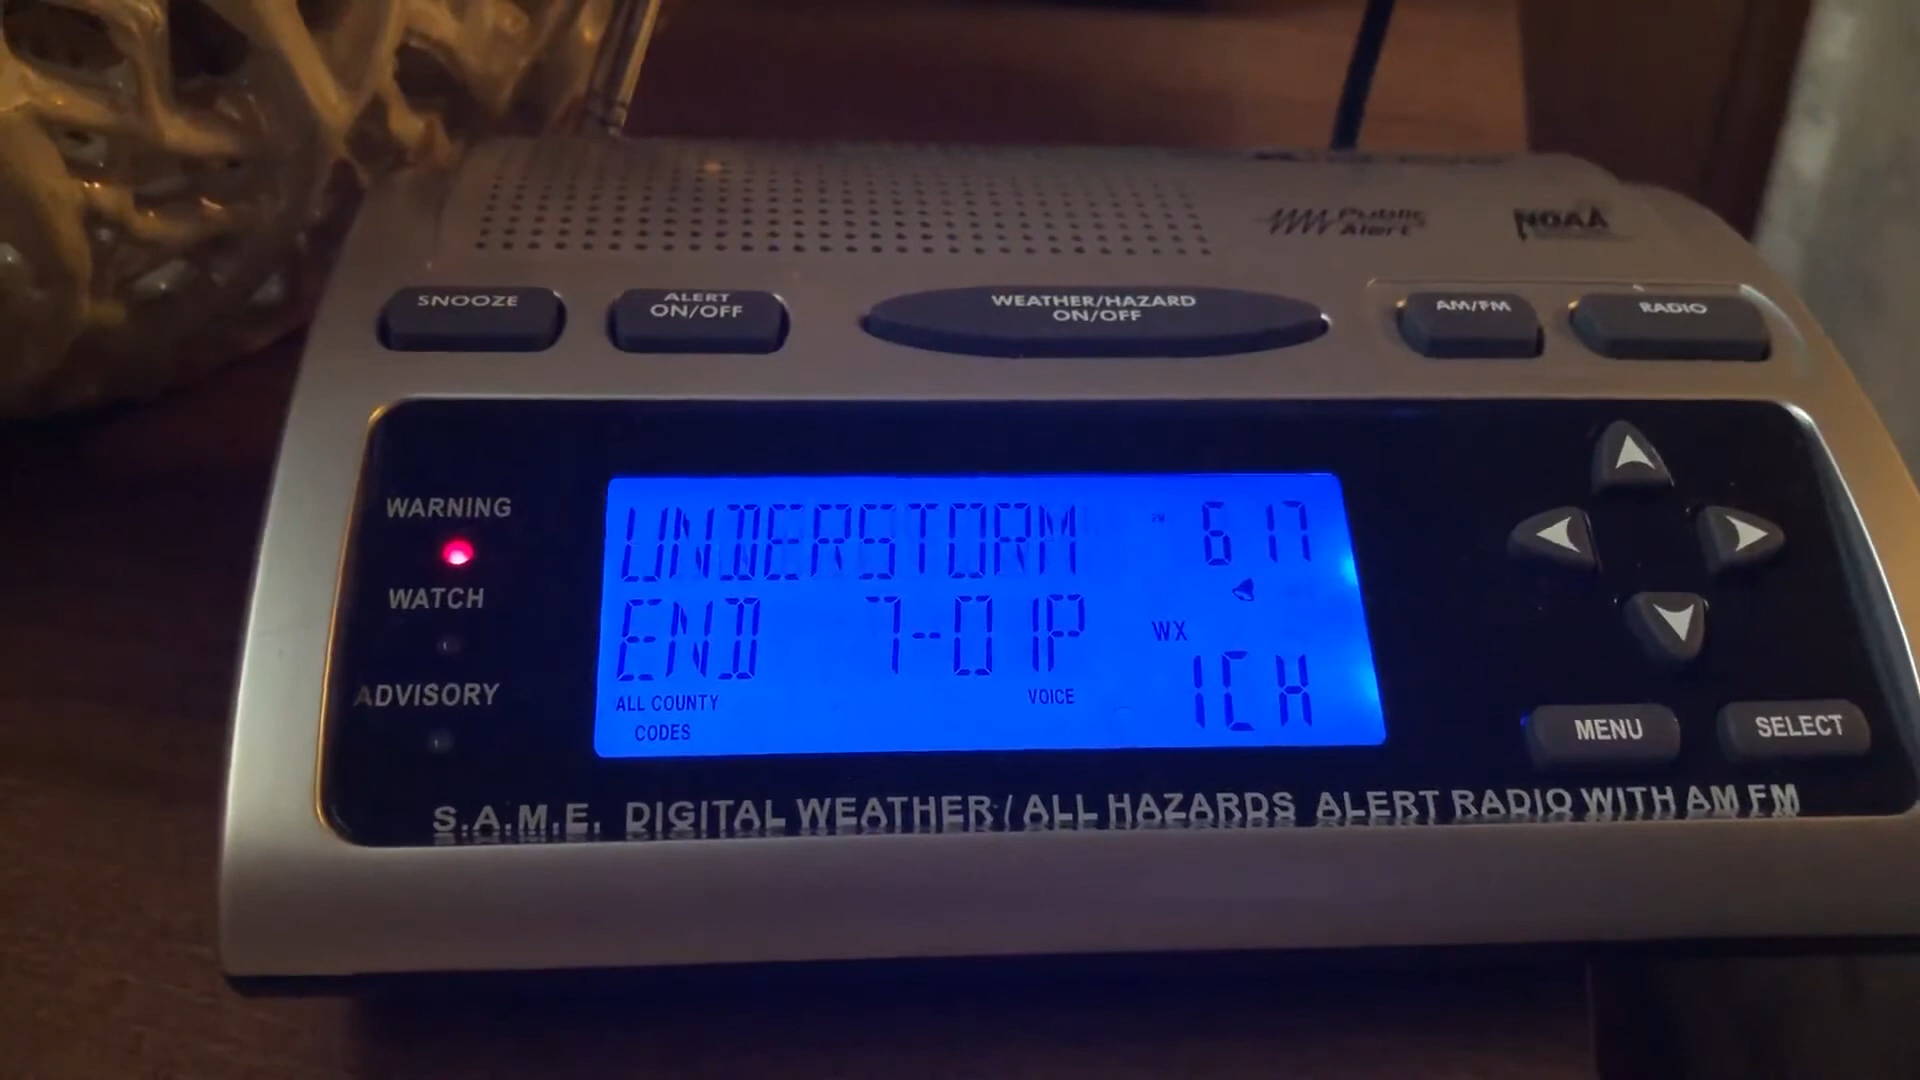 Public
Alert
NOAA
SNOOZE
ALERT
ON/OFF
WEATHER/HAZARD
ON/OFF
AM/FM
RADIO
WARNING
WATCH
ADVISORY
UNDERSTORM
PM 6 17
END 7-01P
WX
1CH
ALL COUNTY
CODES
VOICE
MENU
SELECT
S.A.M.E. DIGITAL WEATHER / ALL HAZARDS ALERT RADIO WITH AM FM